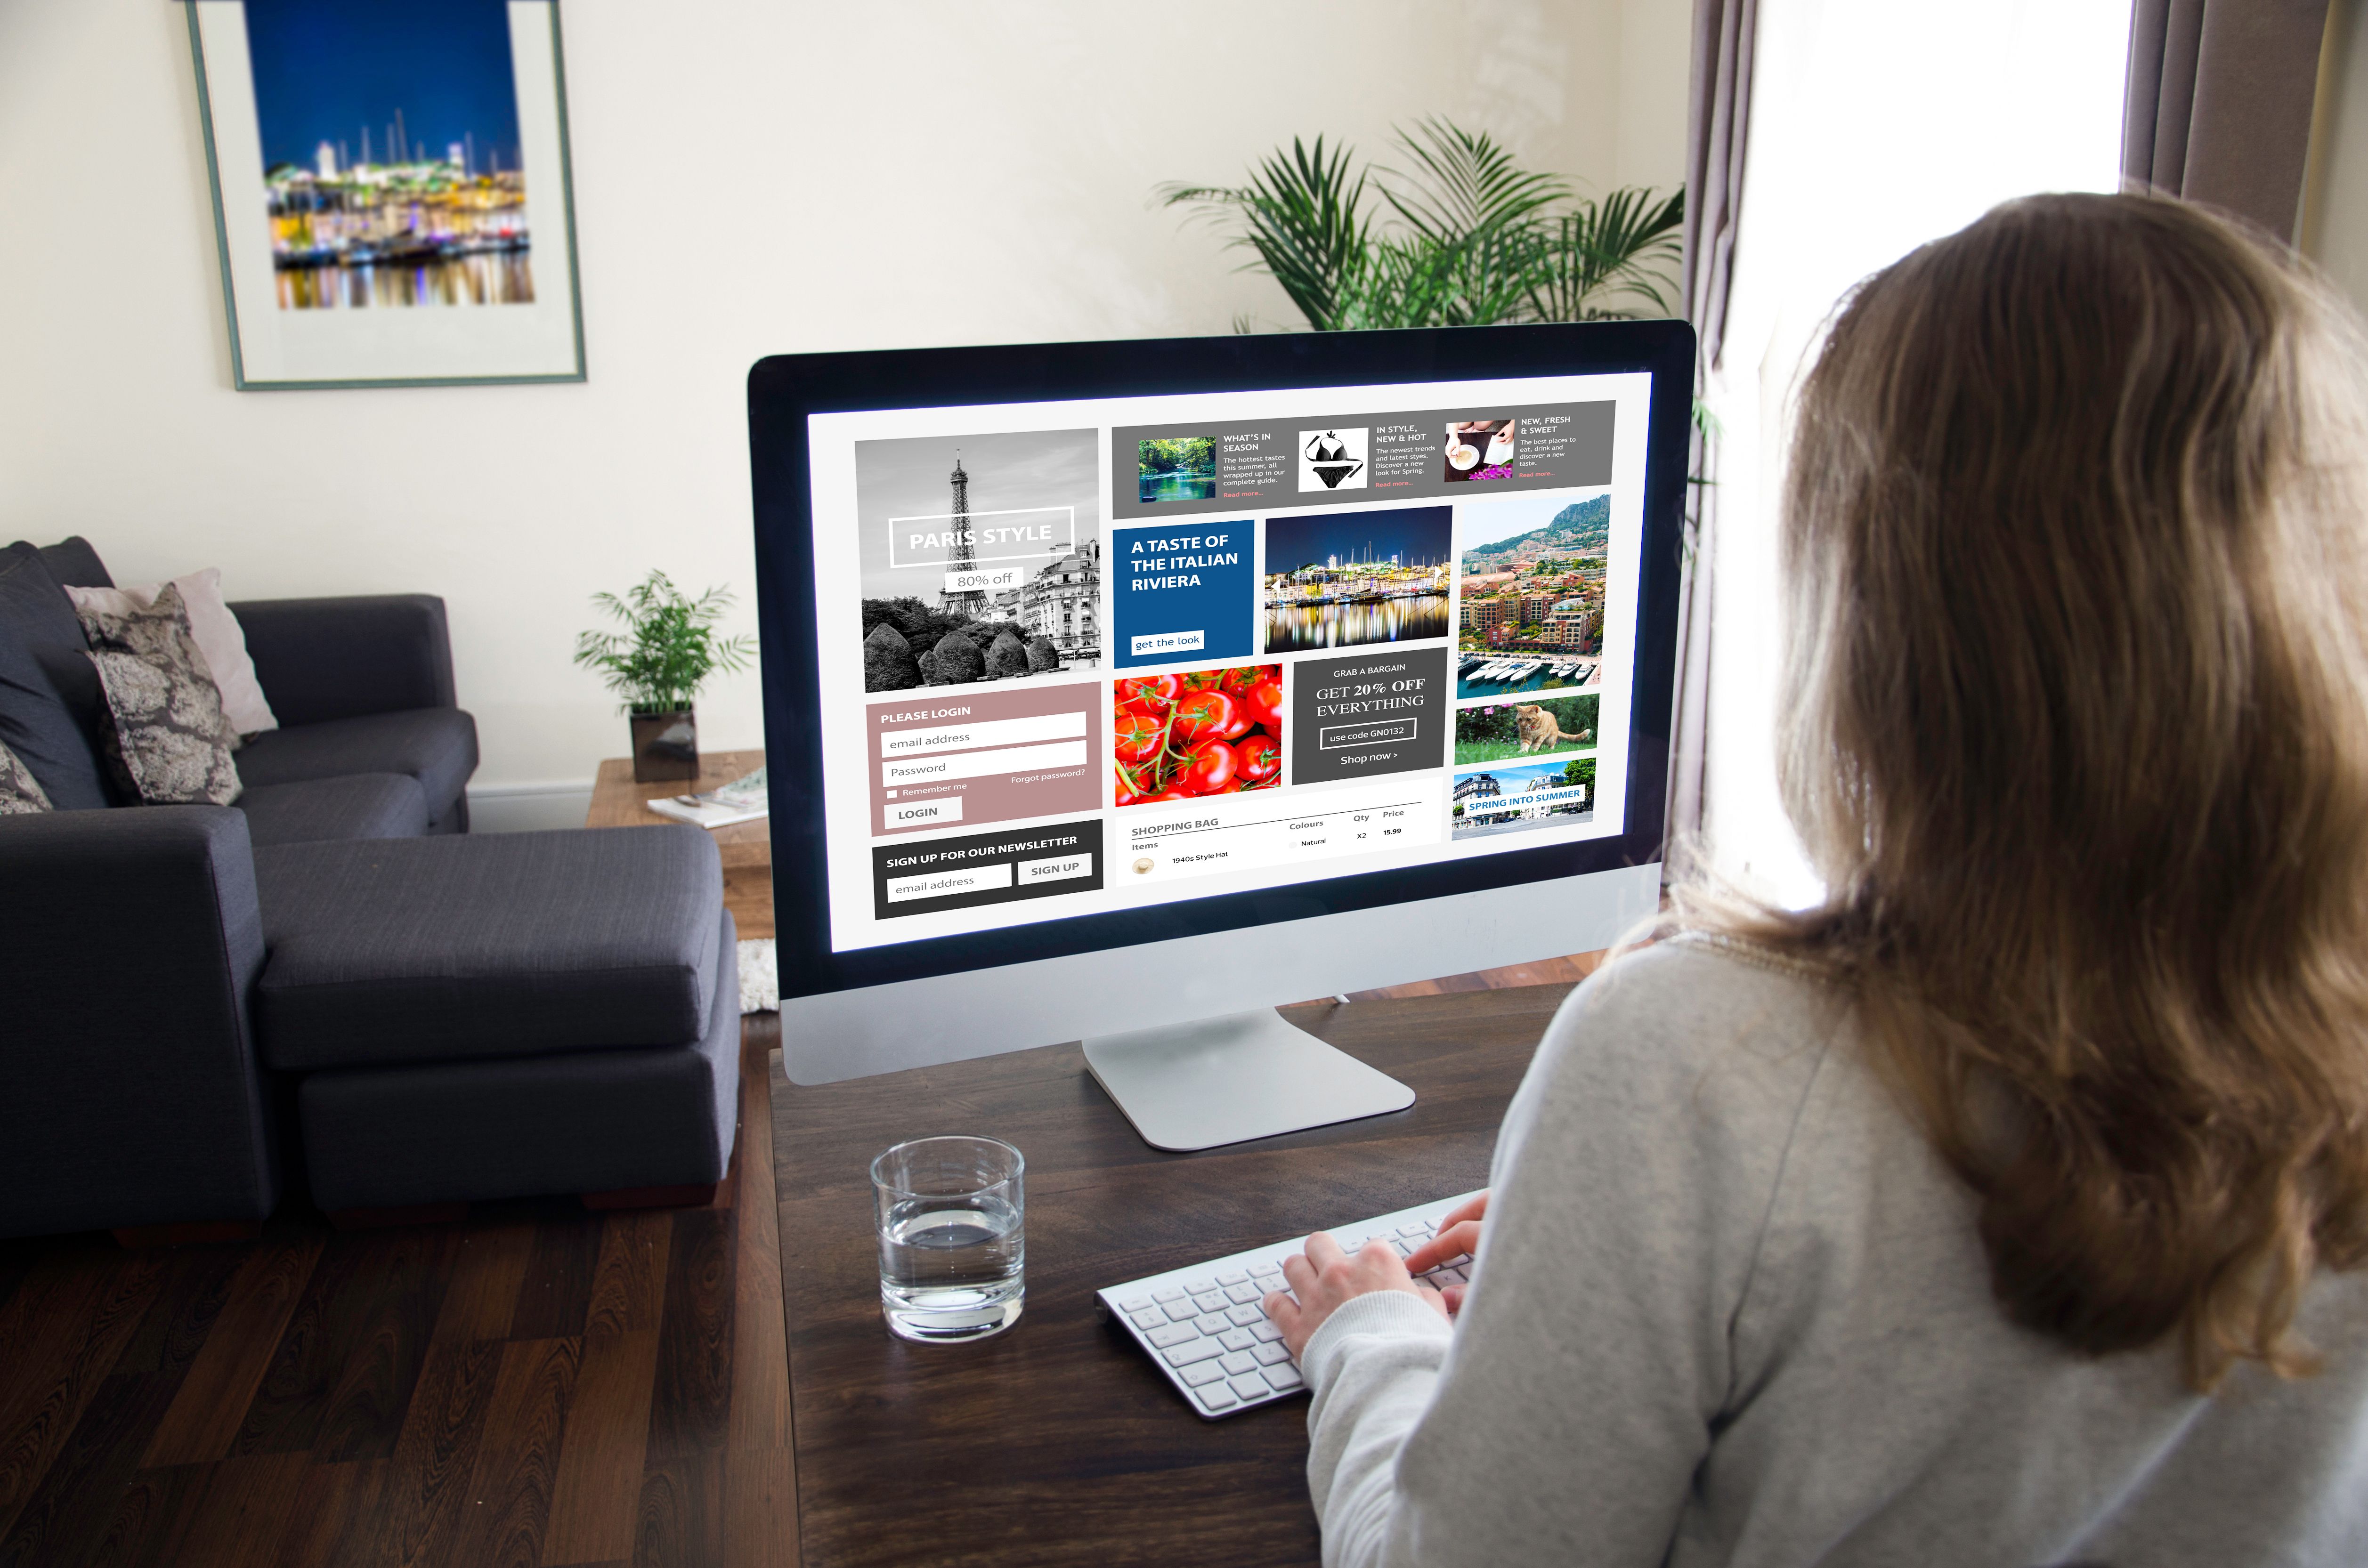 PARIS STYLE
80% off
PLEASE LOGIN
email address
Password
Forgot password?
Remember me
LOGIN
SIGN UP FOR OUR NEWSLETTER
email address
SIGN UP
WHAT'S IN
SEASON
The hottest tastes
this summer, all
wrapped up in our
complete guide.
Read more...
IN STYLE,
NEW & HOT
The newest trends
and latest styes.
Discover a new
look for Spring.
Read more...
NEW, FRESH
& SWEET
The best places to
eat, drink and
discover a new
taste.
Read more...
A TASTE OF
THE ITALIAN
RIVIERA
get the look
GRAB A BARGAIN
GET 20% OFF
EVERYTHING
use code GN0132
Shop now >
SPRING INTO SUMMER
SHOPPING BAG
Items Colours Qty Price
1940s Style Hat Natural X2 15.99